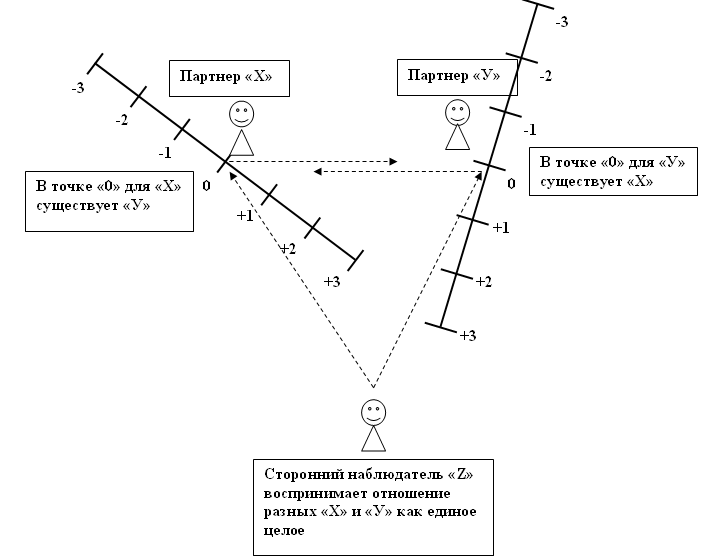 -3
Партнер «X»
Партнер «У»
-3
-2
-1
0
+1
+2
+3
-2
-1
0
+1
+2
+3
В точке «0» для «X»
существует «У»
В точке «0» для «У»
существует «X»
Сторонний наблюдатель «Z»
воспринимает отношение
разных «X» и «У» как единое
целое